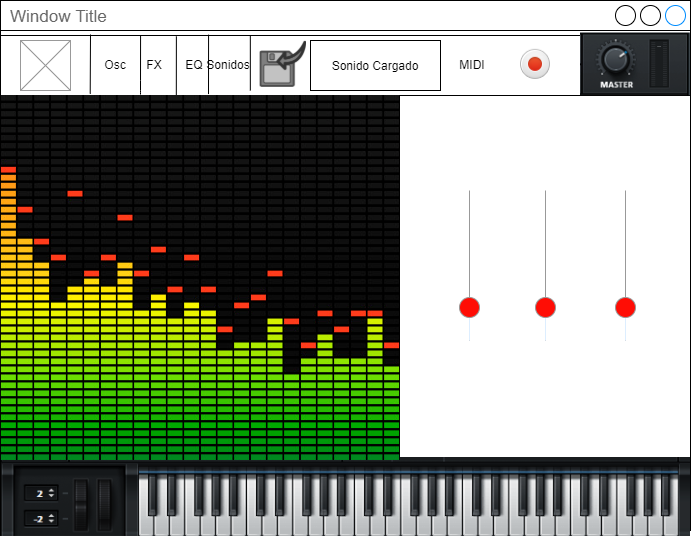 Window Title
Osc
FX
EQ
Sonidos
Sonido Cargado
MIDI
MASTER
2
-2